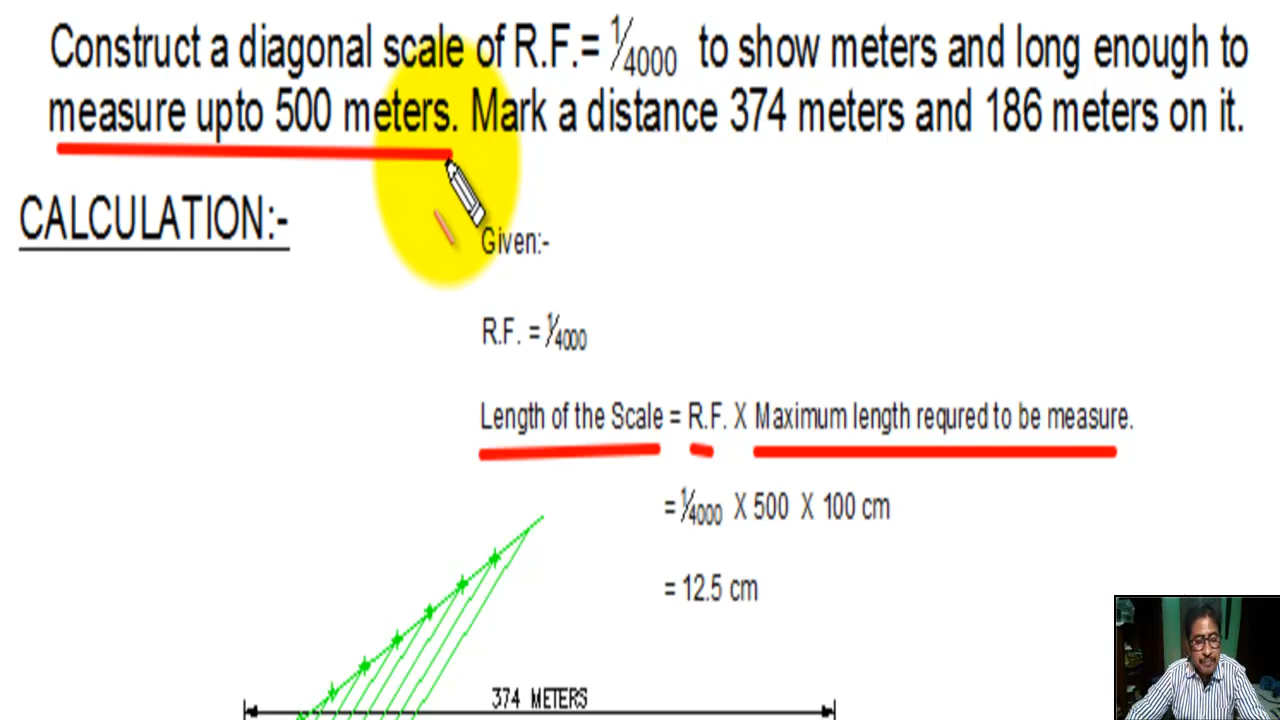 Construct a diagonal scale of R.F.= 1/4000 to show meters and long enough to
measure upto 500 meters. Mark a distance 374 meters and 186 meters on it.
CALCULATION:-
Given:-
R.F. = 1/4000
Length of the Scale = R.F. X Maximum length requred to be measure.
= 1/4000 X 500 X 100 cm
= 12.5 cm
374 METERS